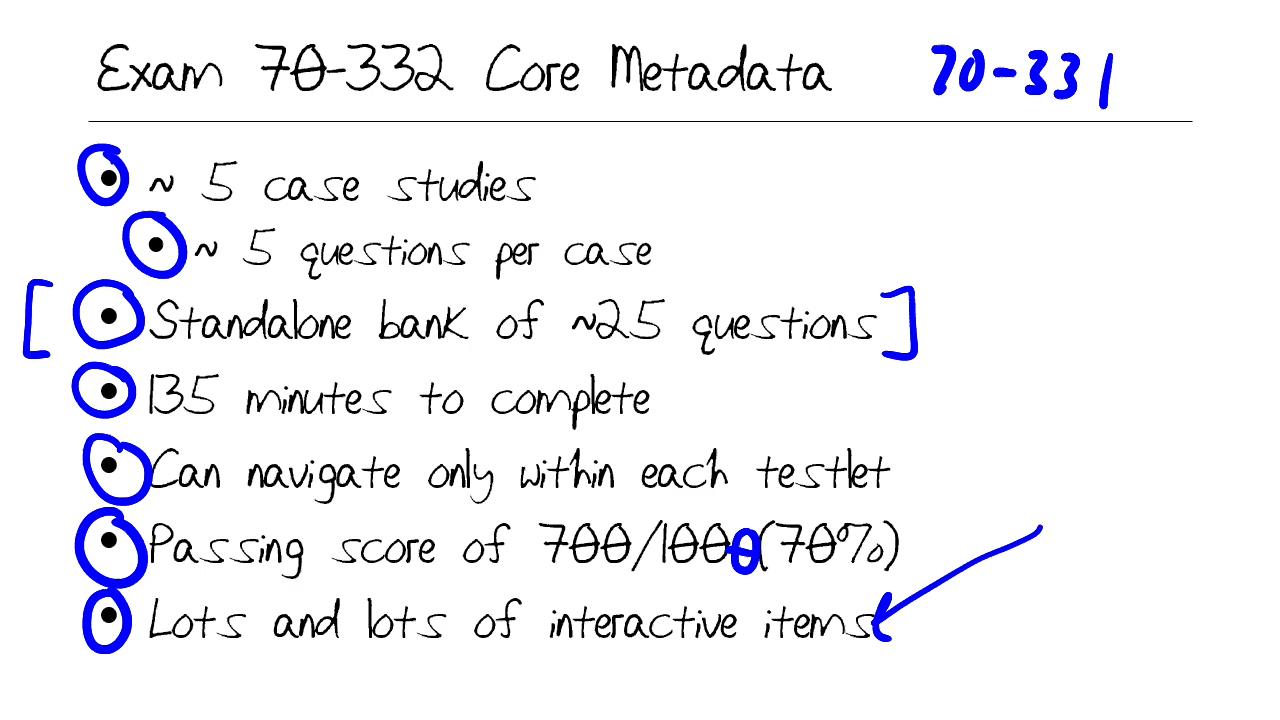 Exam 70-332 Core Metadata 70-331
• ~ 5 case studies
• ~ 5 questions per case
[• Standalone bank of ~25 questions]
• 135 minutes to complete
• Can navigate only within each testlet
• Passing score of 700/1000 (70%)
• Lots and lots of interactive items